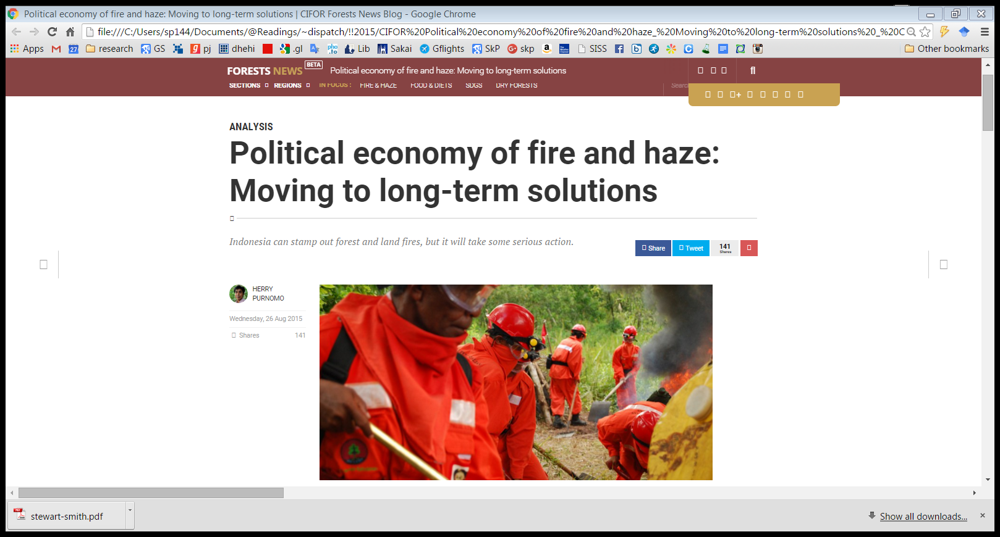 Political economy of fire and haze: Moving to long-term solutions | CIFOR Forests News Blog - Google Chrome
file:///C:/Users/sp144/Documents/@Readings/~dispatch/!!2015/CIFOR%20Political%20economy%20of%20fire%20and%20haze_%20Moving%20to%20long-term%20solutions%20_%20C
Apps 27 research GS dhehi pj .gl Lib Sakai Gflights SkP skp SISS Other bookmarks
FORESTS NEWS BETA Political economy of fire and haze: Moving to long-term solutions
SECTIONS REGIONS IN FOCUS : FIRE & HAZE FOOD & DIETS SDGS DRY FORESTS Search
+
ANALYSIS
Political economy of fire and haze:
Moving to long-term solutions
Indonesia can stamp out forest and land fires, but it will take some serious action.
Share Tweet 141 Shares
HERRY
PURNOMO
Wednesday, 26 Aug 2015
Shares 141
stewart-smith.pdf Show all downloads...